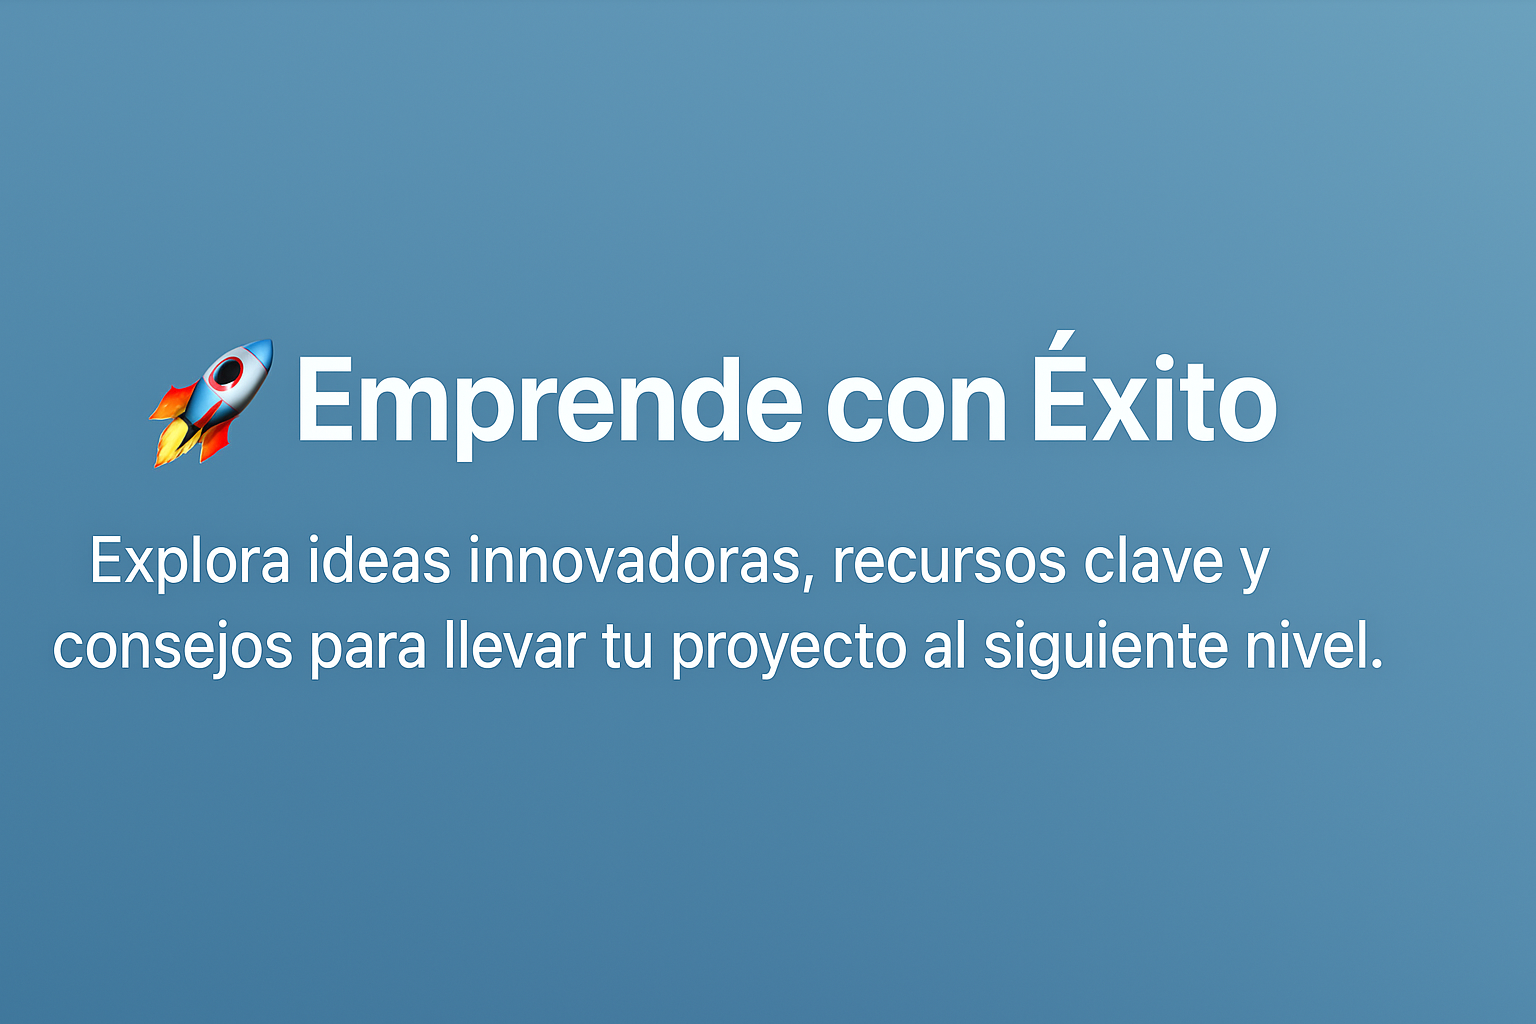 🚀 Emprende con Éxito
Explora ideas innovadoras, recursos clave y
consejos para llevar tu proyecto al siguiente nivel.